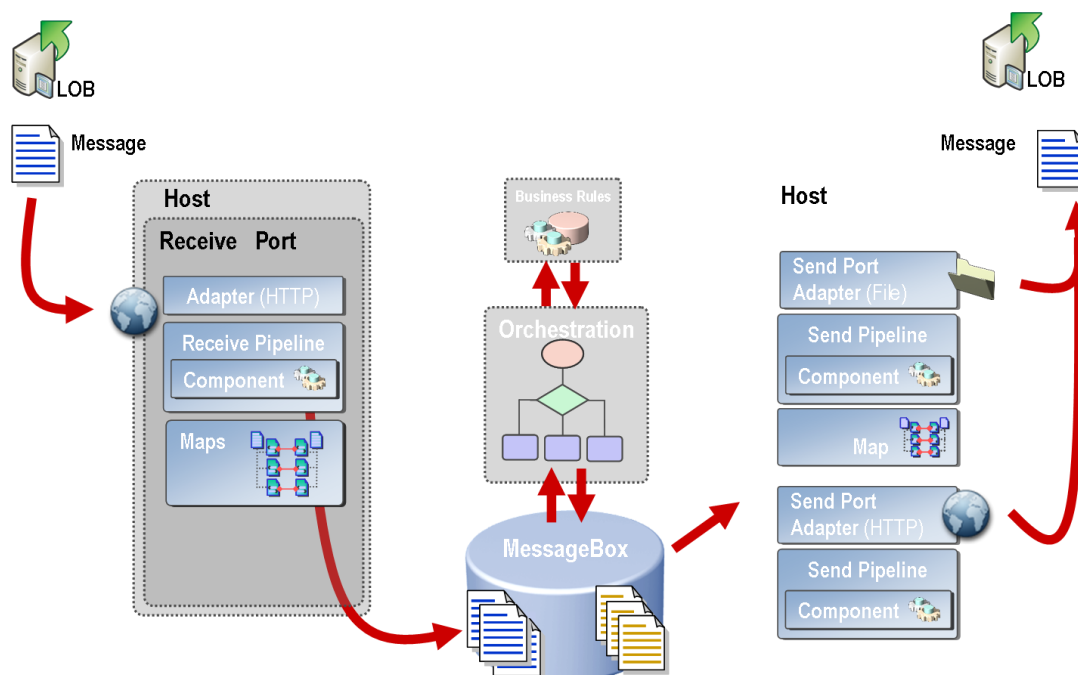 LOB
Message
Host
Receive Port
Adapter (HTTP)
Receive Pipeline
Component
Maps
Business Rules
Orchestration
MessageBox
LOB
Message
Host
Send Port
Adapter (File)
Send Pipeline
Component
Map
Send Port
Adapter (HTTP)
Send Pipeline
Component